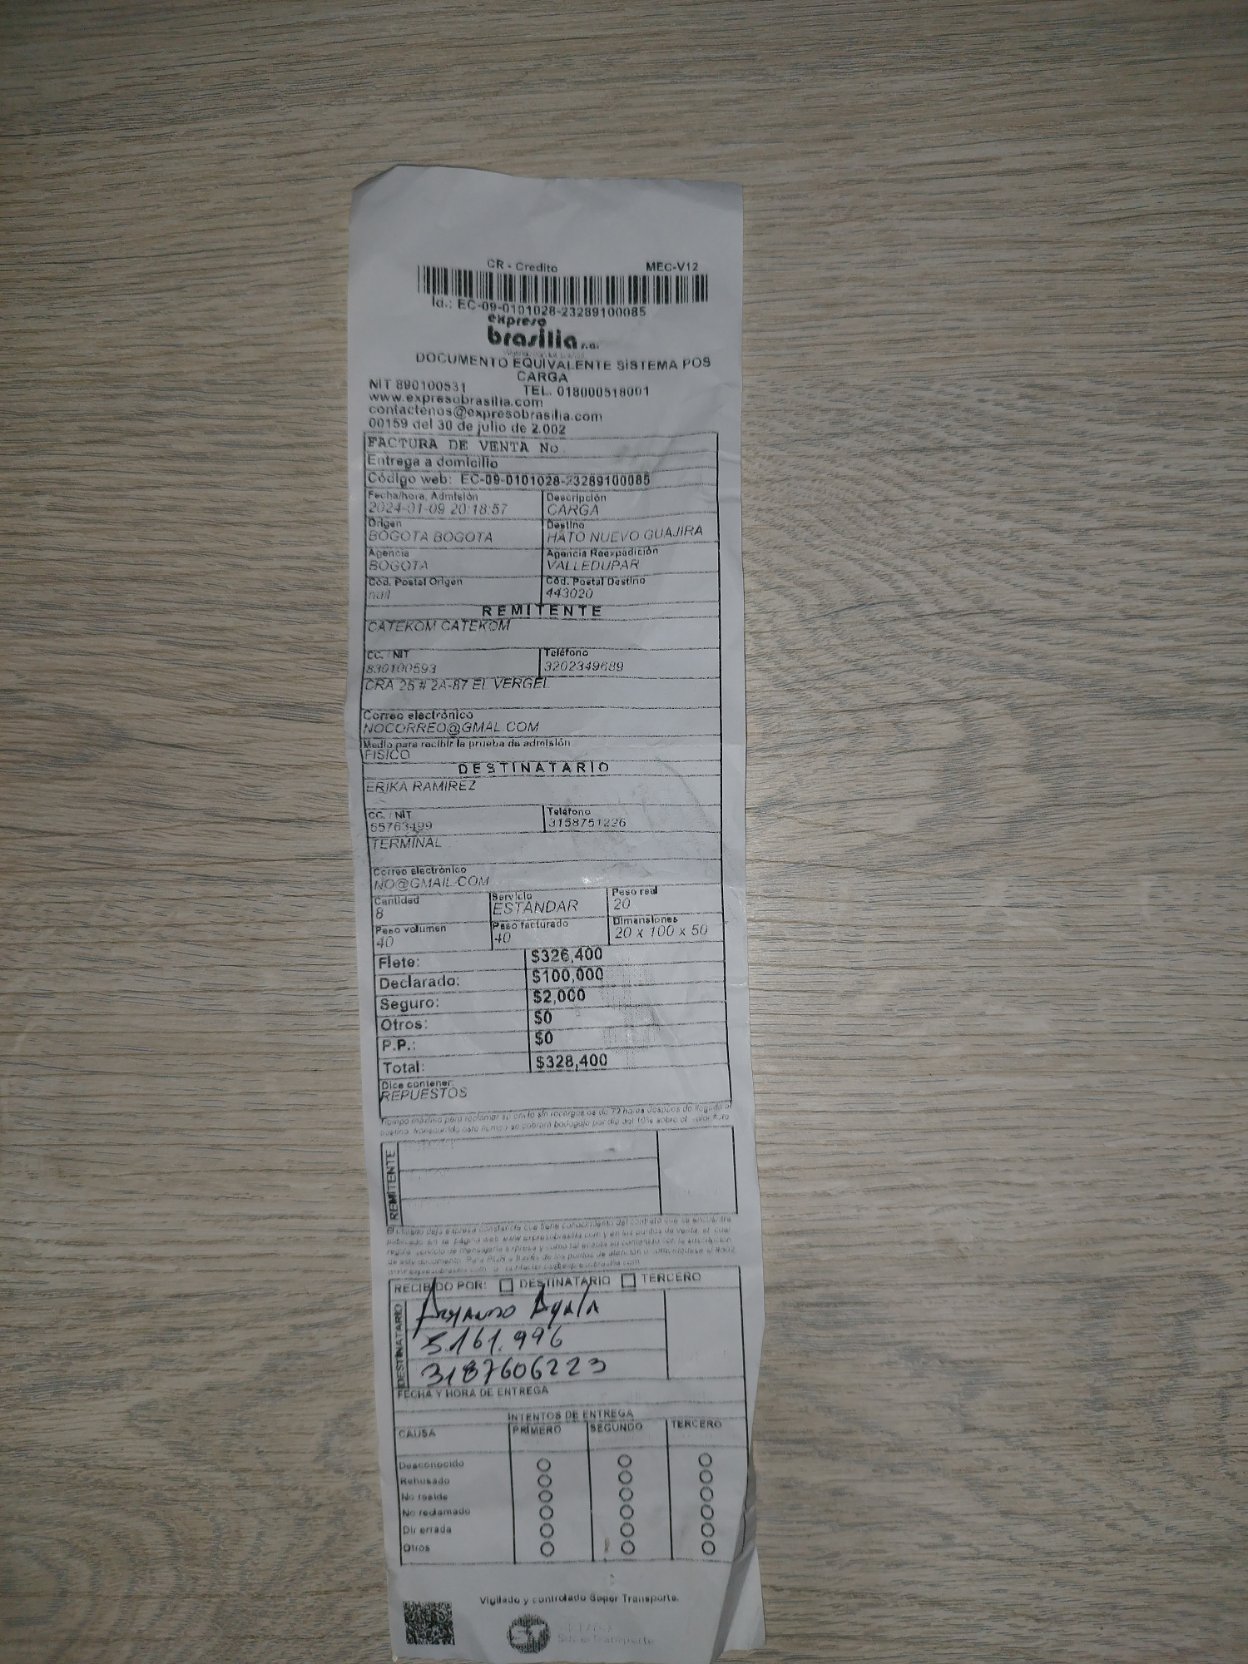 CR - Credito MEC-V12
Id.: EC-09-0101028-23289100085
expreso
brasilia s.a.
DOCUMENTO EQUIVALENTE SISTEMA POS
CARGA
NIT 890100531 TEL. 018000518001
www.expresobrasilia.com
contactenos@expresobrasilia.com
00159 del 30 de julio de 2.002
FACTURA DE VENTA No.
Entrega a domicilio
Código web: EC-09-0101028-23289100085
Fecha/hora, Admisión Descripción
2024-01-09 20:18:57 CARGA
Origen Destino
BOGOTA BOGOTA HATO NUEVO GUAJIRA
Agencia Agencia Reexpedición
BOGOTA VALLEDUPAR
Cód. Postal Origen Cód. Postal Destino
null 443020
REMITENTE
CATEKOM CATEKOM
CC. / NIT Teléfono
830100593 3202349689
CRA 25 # 2A-87 EL VERGEL
Correo electrónico
NOCORREO@GMAL.COM
Medio para recibir la prueba de admisión
FISICO
DESTINATARIO
ERIKA RAMIREZ
CC. / NIT Teléfono
55763499 3158751226
TERMINAL
Correo electrónico
NO@GMAIL.COM
Cantidad Servicio Peso real
8 ESTANDAR 20
Peso volumen Peso facturado Dimensiones
40 40 20 x 100 x 50
Flete: $326,400
Declarado: $100,000
Seguro: $2,000
Otros: $0
P.P.: $0
Total: $328,400
Dice contener:
REPUESTOS
REMITENTE
RECIBIDO POR: DESTINATARIO TERCERO
DESTINATARIO
Armando Ayala
5.161.996
3187606223
FECHA Y HORA DE ENTREGA
INTENTOS DE ENTREGA
CAUSA PRIMERO SEGUNDO TERCERO
Desconocido
Rehusado
No reside
No reclamado
Dir errada
Otros
Vigilado y controlado Super Transporte.